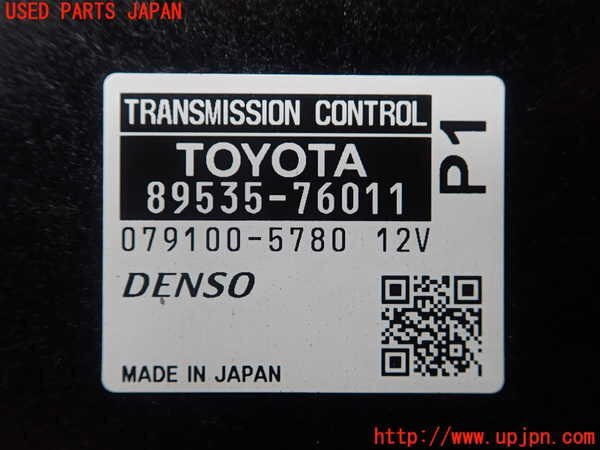 USED PARTS JAPAN
TRANSMISSION CONTROL
TOYOTA
89535-76011
P1
079100-5780 12V
DENSO
MADE IN JAPAN
https://www.upjpn.com/